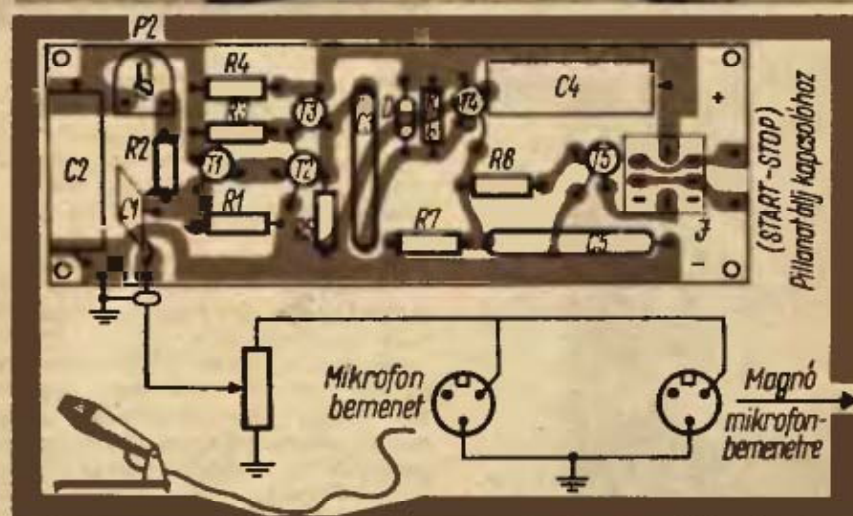 P2
R4
R3
T3
C2
R2
T1
T2
C1
R1
C3
D
T4
C4
R8
T5
R7
C5
+
-
J
(START-STOP)
Pillanatállj kapcsolóhoz
Mikrofon
bemenet
Magnó
mikrofon-
bemenetre